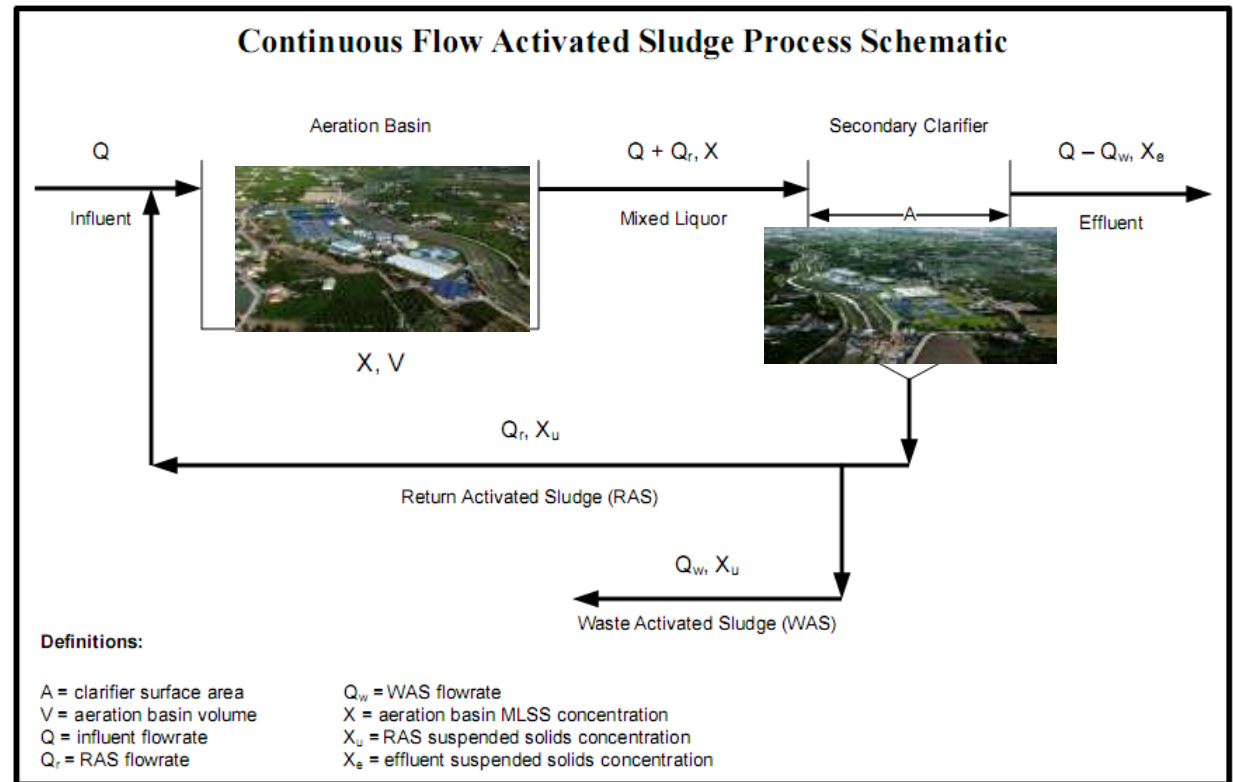 Continuous Flow Activated Sludge Process Schematic
Aeration Basin
Secondary Clarifier
Q
Q + Qr, X
Q – Qw, Xe
Influent
Mixed Liquor
A
Effluent
X, V
Qr, Xu
Return Activated Sludge (RAS)
Qw, Xu
Waste Activated Sludge (WAS)
Definitions:
A = clarifier surface area
V = aeration basin volume
Q = influent flowrate
Qr = RAS flowrate
Qw = WAS flowrate
X = aeration basin MLSS concentration
Xu = RAS suspended solids concentration
Xe = effluent suspended solids concentration